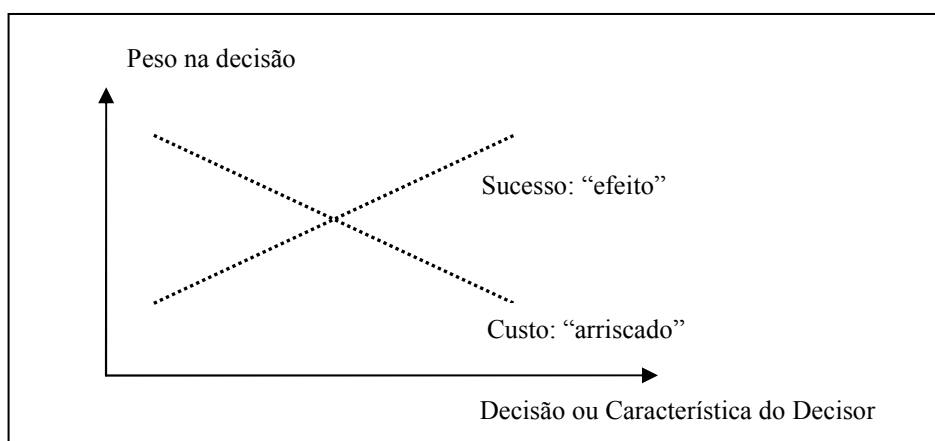 Peso na decisão
Sucesso: “efeito”
Custo: “arriscado”
Decisão ou Característica do Decisor